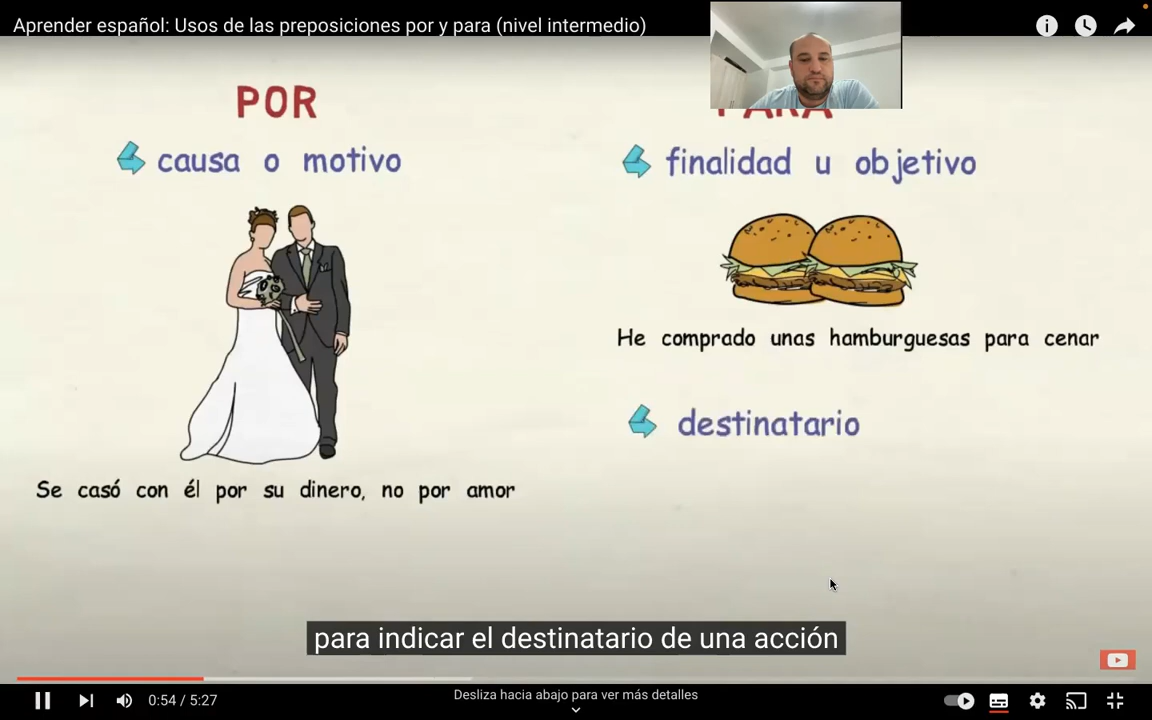 Aprender español: Usos de las preposiciones por y para (nivel intermedio)
POR
PARA
causa o motivo
finalidad u objetivo
He comprado unas hamburguesas para cenar
destinatario
Se casó con él por su dinero, no por amor
para indicar el destinatario de una acción
0:54 / 5:27
Desliza hacia abajo para ver más detalles